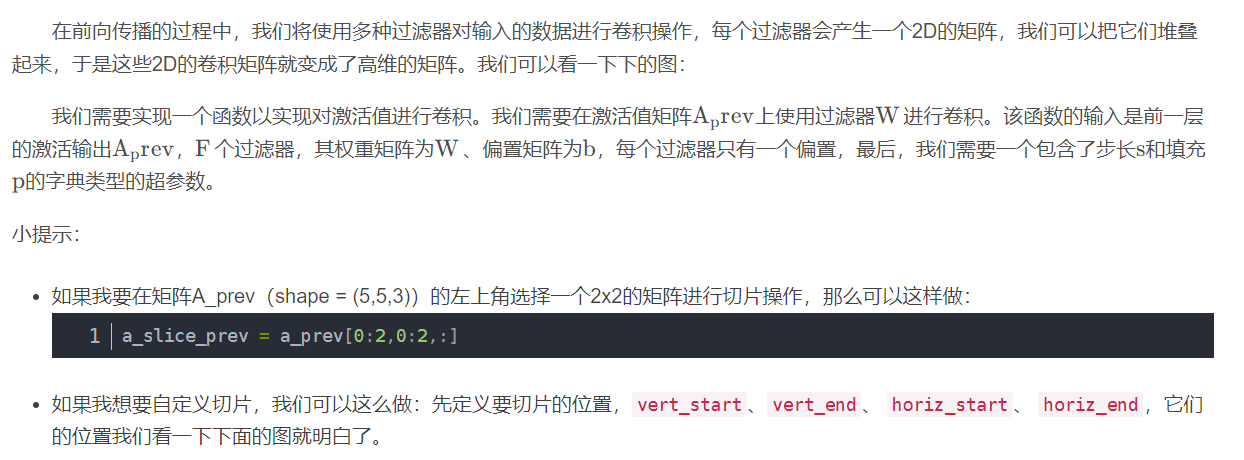 在前向传播的过程中，我们将使用多种过滤器对输入的数据进行卷积操作，每个过滤器会产生一个2D的矩阵，我们可以把它们堆叠
起来，于是这些2D的卷积矩阵就变成了高维的矩阵。我们可以看一下下的图：
我们需要实现一个函数以实现对激活值进行卷积。我们需要在激活值矩阵Aₚrev上使用过滤器W进行卷积。该函数的输入是前一层
的激活输出Aₚrev，F个过滤器，其权重矩阵为W、偏置矩阵为b，每个过滤器只有一个偏置，最后，我们需要一个包含了步长s和填充
p的字典类型的超参数。
小提示：
• 如果我要在矩阵A_prev（shape = (5,5,3)）的左上角选择一个2x2的矩阵进行切片操作，那么可以这样做：
1 a_slice_prev = a_prev[0:2,0:2,:]
• 如果我想要自定义切片，我们可以这么做：先定义要切片的位置，vert_start、vert_end、 horiz_start、 horiz_end，它们
的位置我们看一下下面的图就明白了。